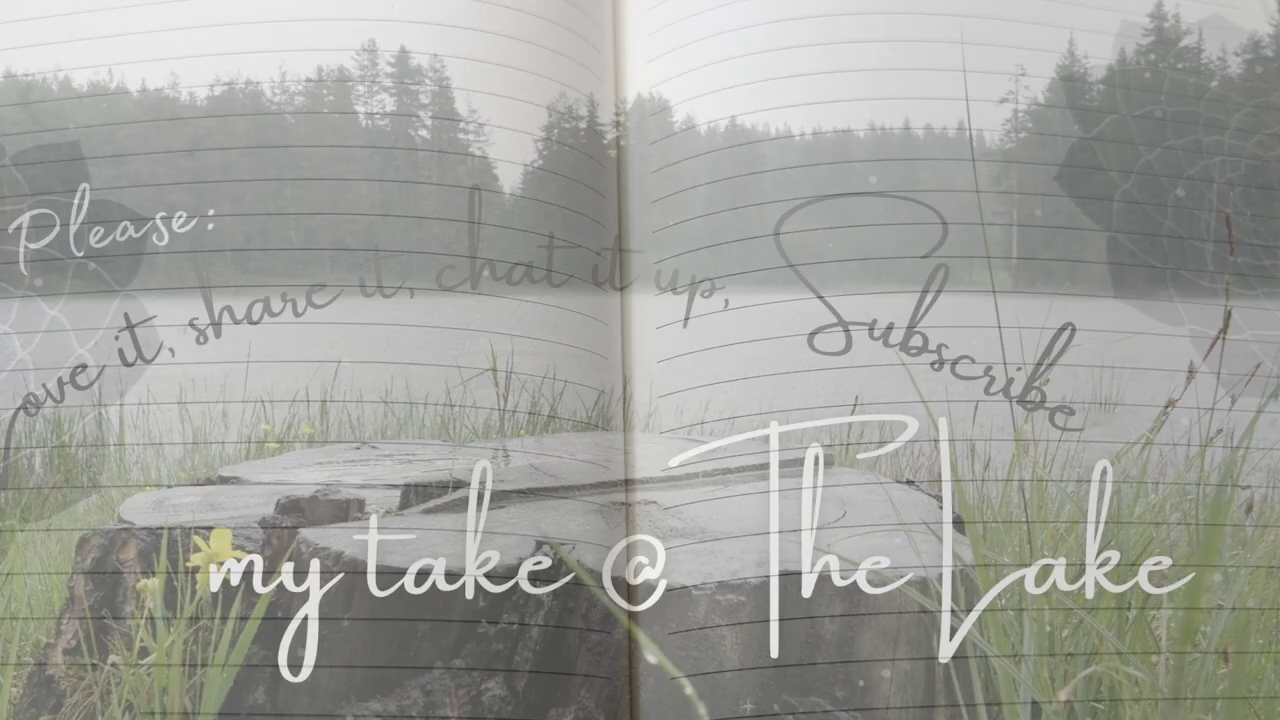 Please:
Love it, share it, chat it up,
Subscribe
my take @ The Lake